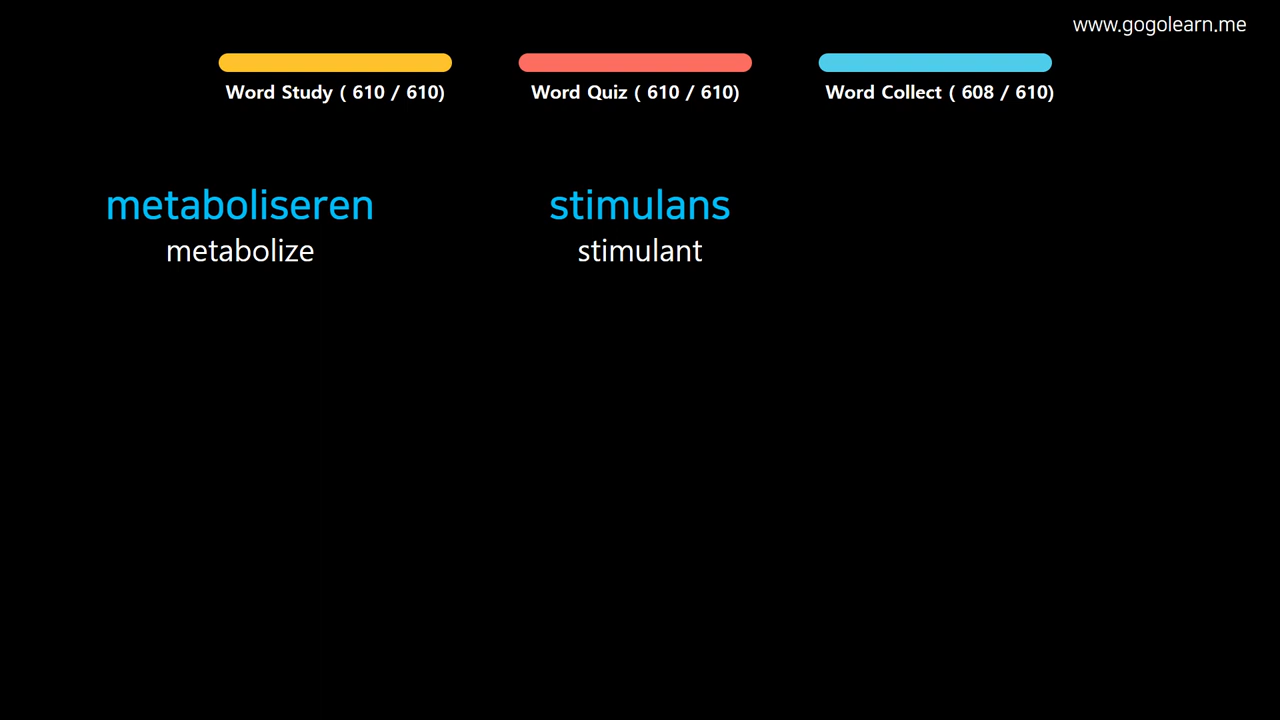 www.gogolearn.me
Word Study ( 610 / 610)
Word Quiz ( 610 / 610)
Word Collect ( 608 / 610)
metaboliseren
metabolize
stimulans
stimulant